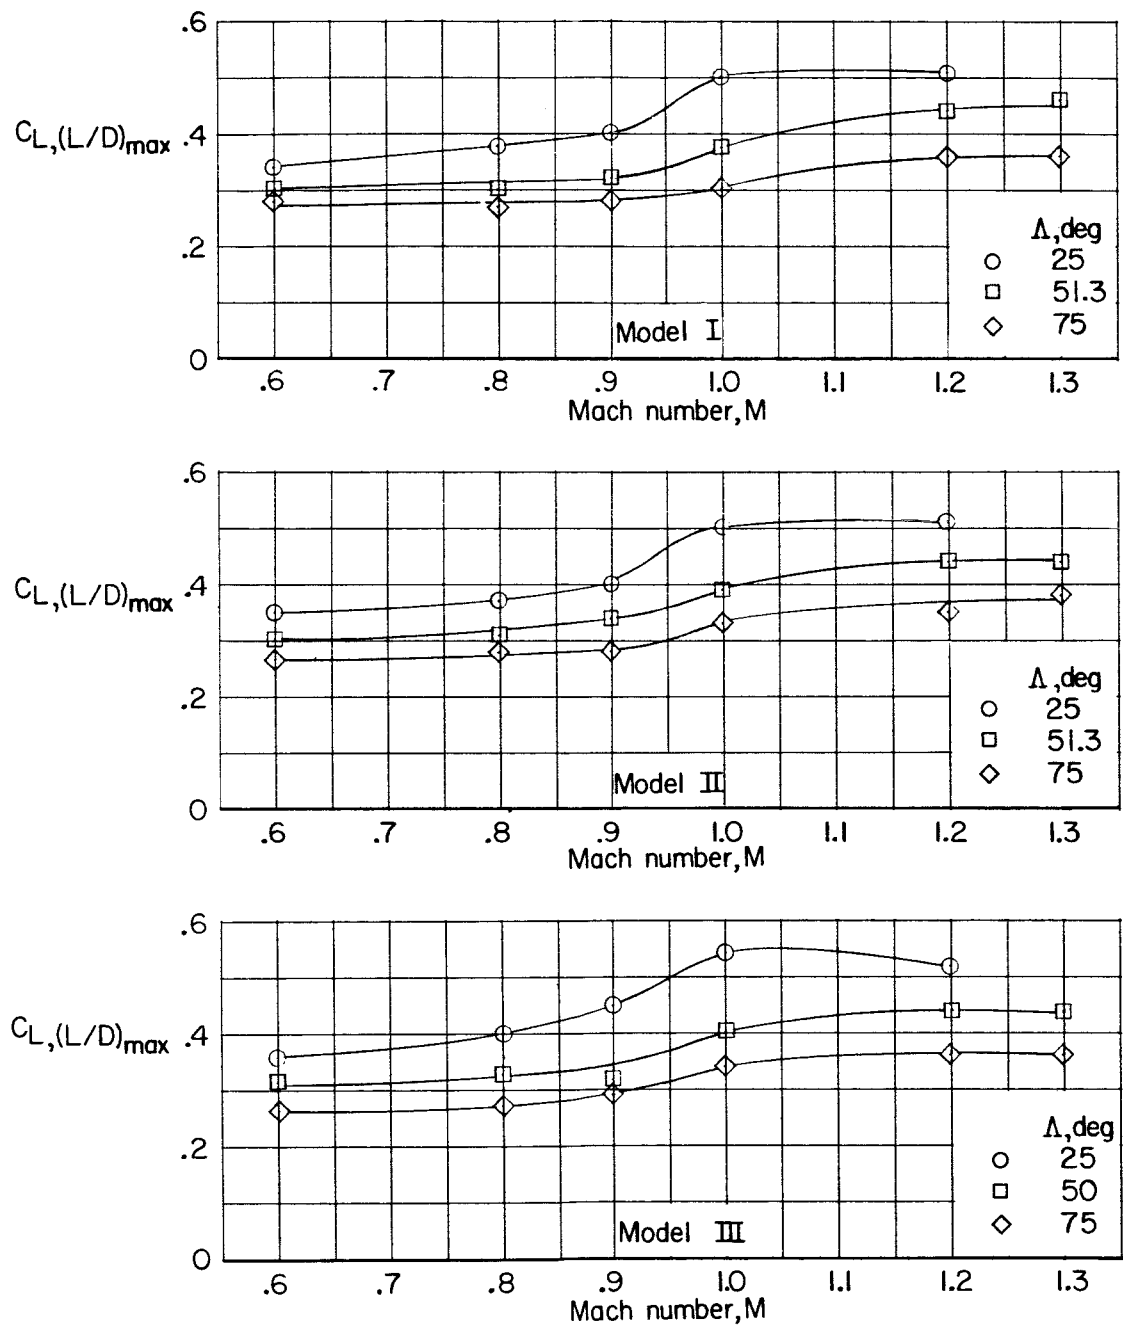 .6
C_L,(L/D)max .4
.2
0
Λ,deg
25
51.3
75
Model I
.6 .7 .8 .9 1.0 1.1 1.2 1.3
Mach number,M
.6
C_L,(L/D)max .4
.2
0
Λ,deg
25
51.3
75
Model II
.6 .7 .8 .9 1.0 1.1 1.2 1.3
Mach number,M
.6
C_L,(L/D)max .4
.2
0
Λ,deg
25
50
75
Model III
.6 .7 .8 .9 1.0 1.1 1.2 1.3
Mach number,M